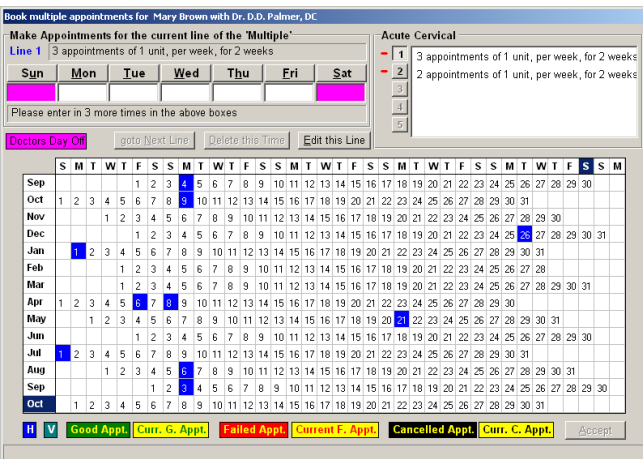 Book multiple appointments for Mary Brown with Dr. D.D. Palmer, DC
Make Appointments for the current line of the 'Multiple'
Line 1 3 appointments of 1 unit, per week, for 2 weeks
Sun Mon Tue Wed Thu Fri Sat
Please enter in 3 more times in the above boxes
Acute Cervical
1 3 appointments of 1 unit, per week, for 2 weeks
2 2 appointments of 1 unit, per week, for 2 weeks
3
4
5
Doctors Day Off goto Next Line Delete this Time Edit this Line
S M T W T F S S M T W T F S S M T W T F S S M T W T F S S M T W T F S S
Sep 1 2 3 4 5 6 7 8 9 10 11 12 13 14 15 16 17 18 19 20 21 22 23 24 25 26 27 28 29 30
Oct 1 2 3 4 5 6 7 8 9 10 11 12 13 14 15 16 17 18 19 20 21 22 23 24 25 26 27 28 29 30 31
Nov 1 2 3 4 5 6 7 8 9 10 11 12 13 14 15 16 17 18 19 20 21 22 23 24 25 26 27 28 29 30
Dec 1 2 3 4 5 6 7 8 9 10 11 12 13 14 15 16 17 18 19 20 21 22 23 24 25 26 27 28 29 30 31
Jan 1 2 3 4 5 6 7 8 9 10 11 12 13 14 15 16 17 18 19 20 21 22 23 24 25 26 27 28 29 30 31
Feb 1 2 3 4 5 6 7 8 9 10 11 12 13 14 15 16 17 18 19 20 21 22 23 24 25 26 27 28
Mar 1 2 3 4 5 6 7 8 9 10 11 12 13 14 15 16 17 18 19 20 21 22 23 24 25 26 27 28 29 30 31
Apr 1 2 3 4 5 6 7 8 9 10 11 12 13 14 15 16 17 18 19 20 21 22 23 24 25 26 27 28 29 30
May 1 2 3 4 5 6 7 8 9 10 11 12 13 14 15 16 17 18 19 20 21 22 23 24 25 26 27 28 29 30 31
Jun 1 2 3 4 5 6 7 8 9 10 11 12 13 14 15 16 17 18 19 20 21 22 23 24 25 26 27 28 29 30
Jul 1 2 3 4 5 6 7 8 9 10 11 12 13 14 15 16 17 18 19 20 21 22 23 24 25 26 27 28 29 30 31
Aug 1 2 3 4 5 6 7 8 9 10 11 12 13 14 15 16 17 18 19 20 21 22 23 24 25 26 27 28 29 30 31
Sep 1 2 3 4 5 6 7 8 9 10 11 12 13 14 15 16 17 18 19 20 21 22 23 24 25 26 27 28 29 30
Oct 1 2 3 4 5 6 7 8 9 10 11 12 13 14 15 16 17 18 19 20 21 22 23 24 25 26 27 28 29 30 31
H V Good Appt. Curr. G. Appt. Failed Appt. Current F. Appt. Cancelled Appt. Curr. C. Appt. Accept